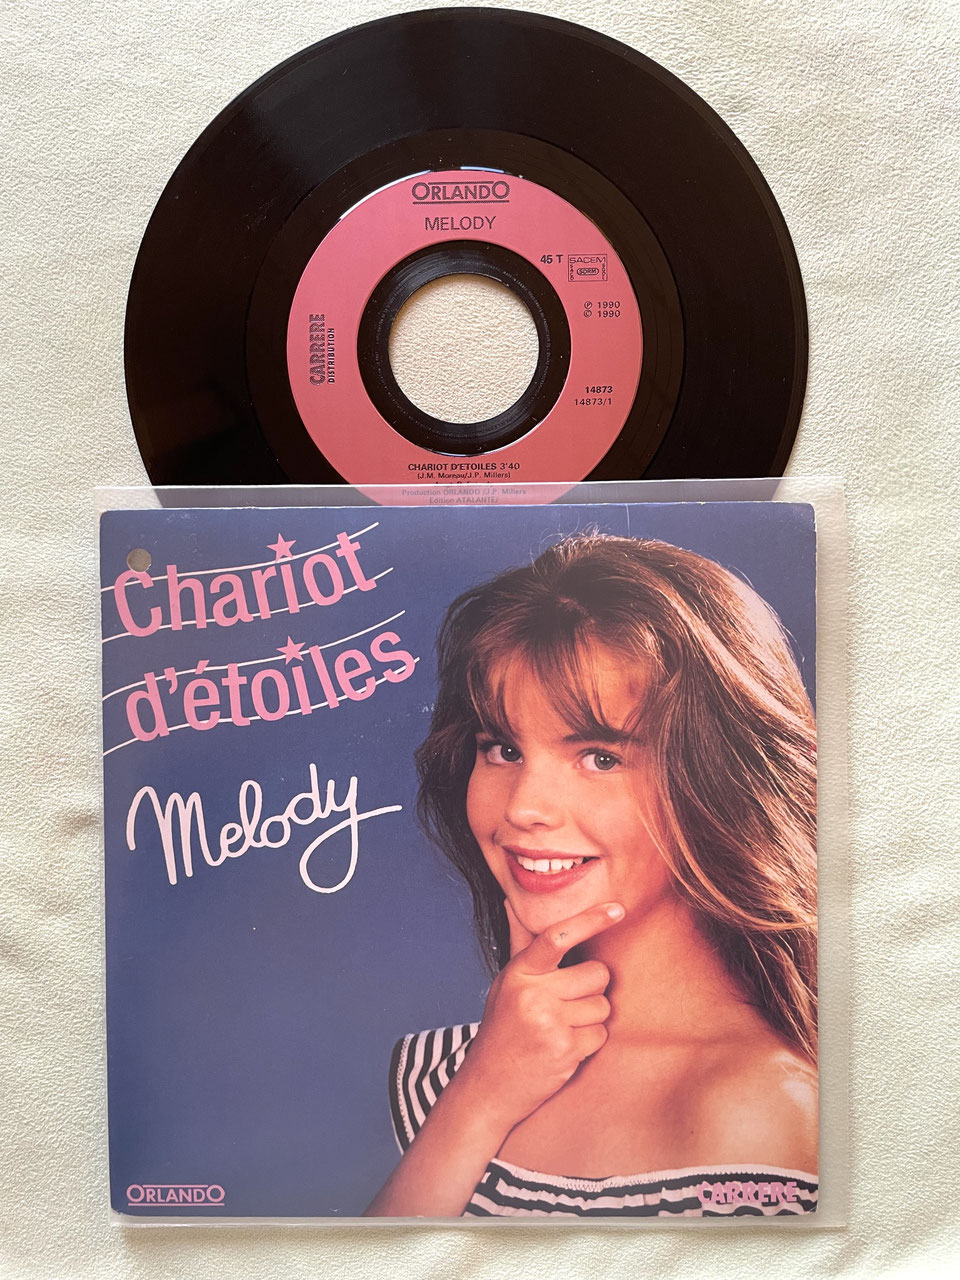 ORLANDO
MELODY
45 T
SACEM
SDRM
℗ 1990
© 1990
CARRERE
DISTRIBUTION
14873
14873/1
CHARIOT D'ETOILES 3'40
(J.M. Moreau/J.P. Millers)
Production ORLANDO /J.P. Millers
Edition ATALANTE/
Chariot
d'étoiles
Melody
ORLANDO
CARRERE